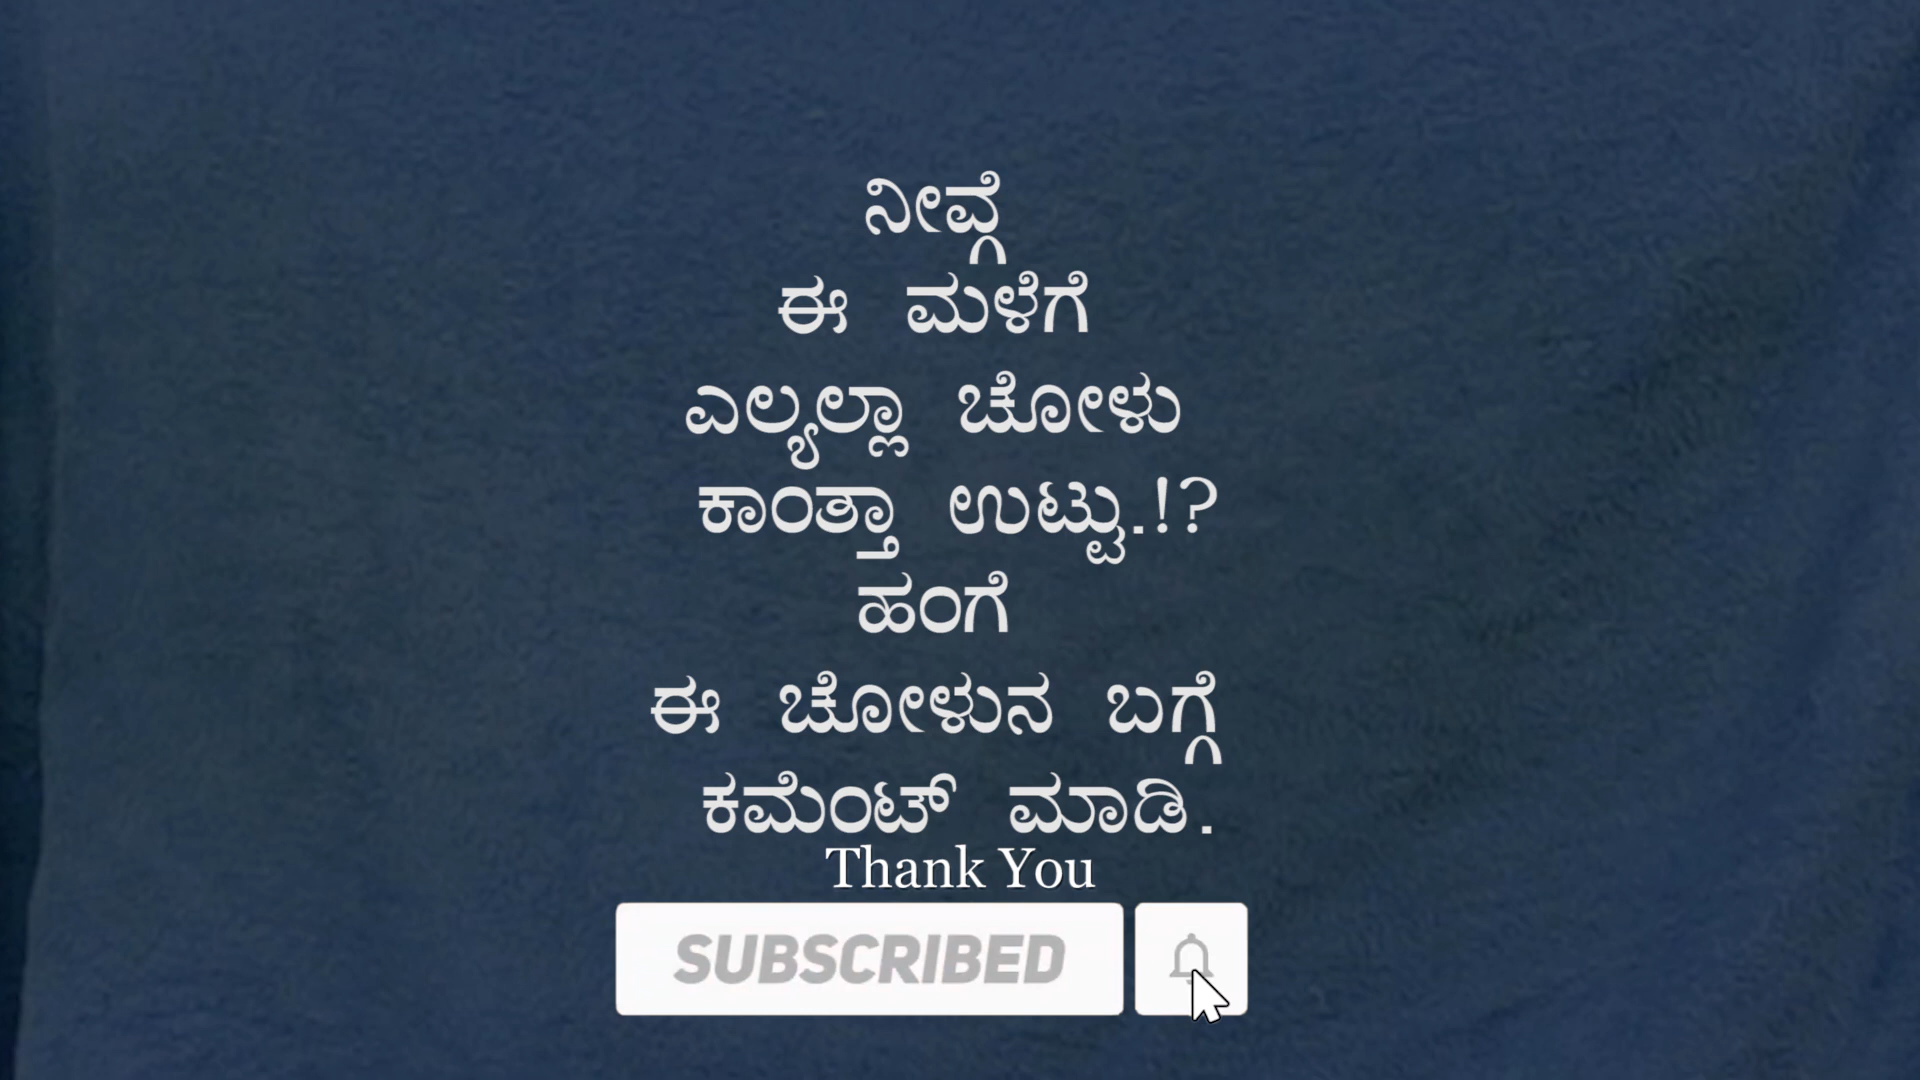 ನೀವ್ಗೆ
ಈ ಮಳೆಗೆ
ಎಲ್ಯಲ್ಲಾ ಚೋಳು
ಕಾಂತ್ತಾ ಉಟ್ಟು.!?
ಹಂಗೆ
ಈ ಚೋಳುನ ಬಗ್ಗೆ
ಕಮೆಂಟ್ ಮಾಡಿ.
Thank You
SUBSCRIBED